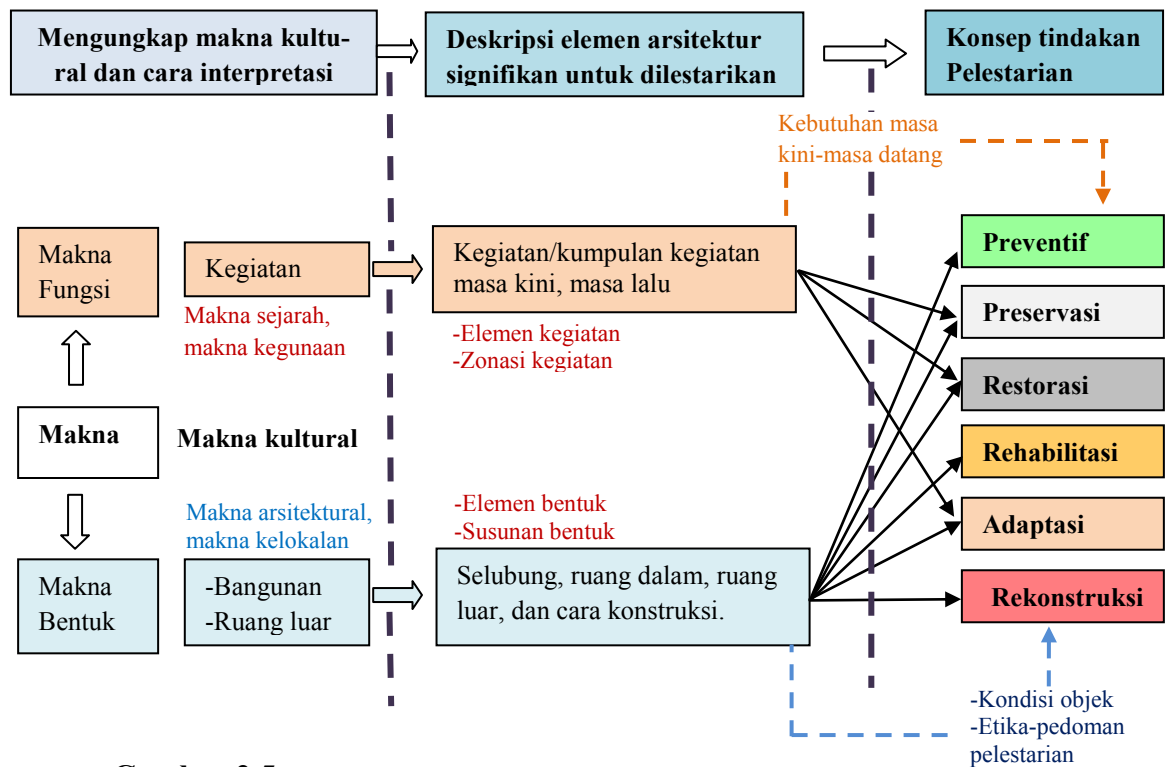 Mengungkap makna kultu-
ral dan cara interpretasi
Deskripsi elemen arsitektur
signifikan untuk dilestarikan
Konsep tindakan
Pelestarian
Kebutuhan masa
kini-masa datang
Makna
Fungsi
Kegiatan
Makna sejarah,
makna kegunaan
Kegiatan/kumpulan kegiatan
masa kini, masa lalu
-Elemen kegiatan
-Zonasi kegiatan
Preventif
Preservasi
Restorasi
Rehabilitasi
Adaptasi
Rekonstruksi
Makna
Makna kultural
Makna arsitektural,
makna kelokalan
-Elemen bentuk
-Susunan bentuk
Makna
Bentuk
-Bangunan
-Ruang luar
Selubung, ruang dalam, ruang
luar, dan cara konstruksi.
-Kondisi objek
-Etika-pedoman
pelestarian